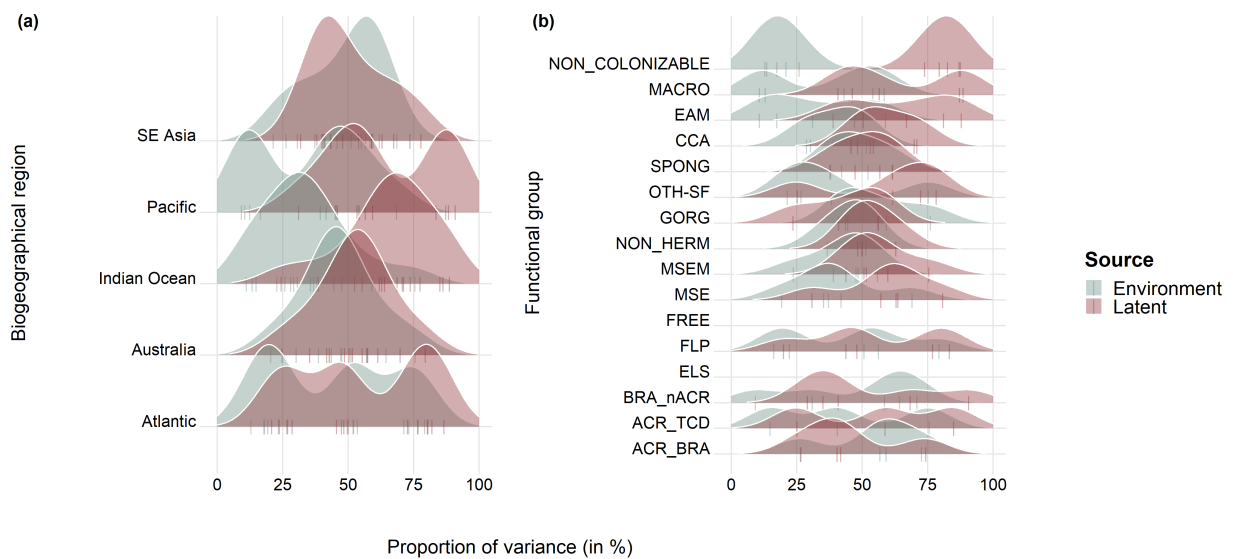 (a)
Biogeographical region
SE Asia
Pacific
Indian Ocean
Australia
Atlantic
0 25 50 75 100
(b)
Functional group
NON_COLONIZABLE
MACRO
EAM
CCA
SPONG
OTH-SF
GORG
NON_HERM
MSEM
MSE
FREE
FLP
ELS
BRA_nACR
ACR_TCD
ACR_BRA
0 25 50 75 100
Proportion of variance (in %)
Source
Environment
Latent